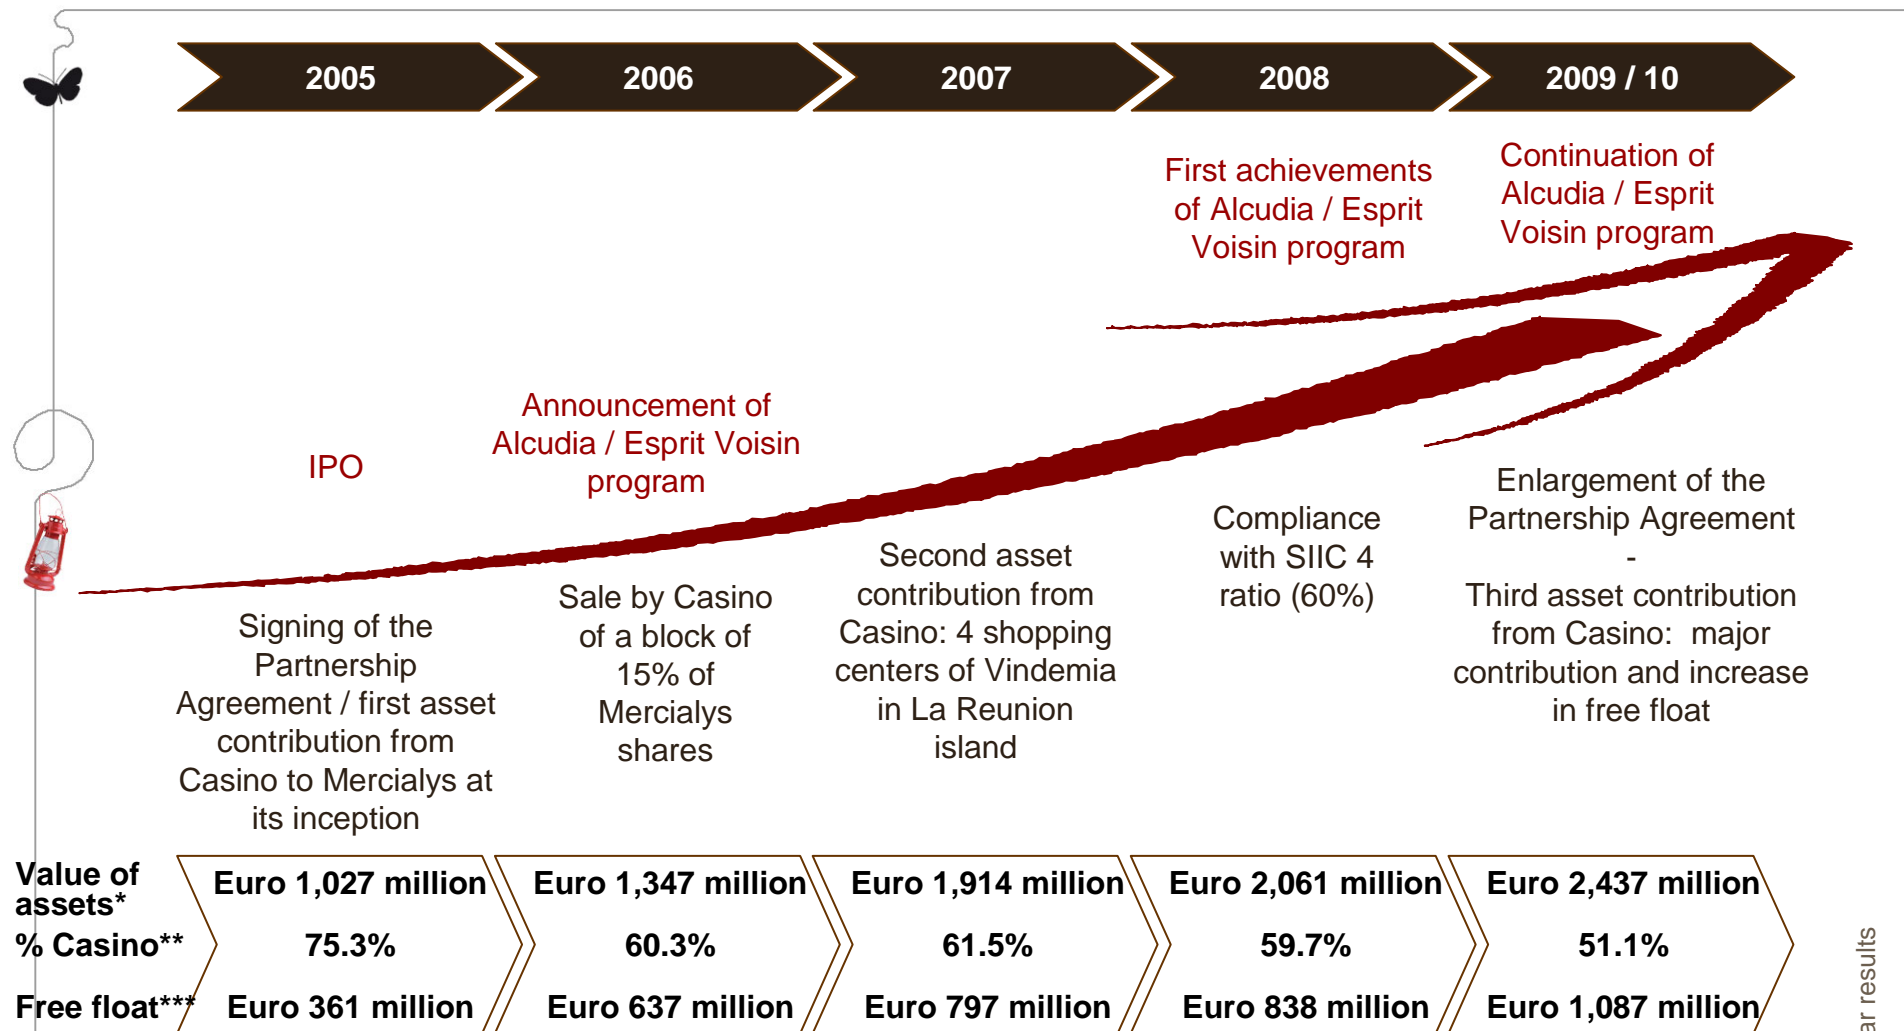 2005
2006
2007
2008
2009 / 10
First achievements
of Alcudia / Esprit
Voisin program
Continuation of
Alcudia / Esprit
Voisin program
IPO
Announcement of
Alcudia / Esprit Voisin
program
Signing of the
Partnership
Agreement / first asset
contribution from
Casino to Mercialys at
its inception
Sale by Casino
of a block of
15% of
Mercialys
shares
Second asset
contribution from
Casino: 4 shopping
centers of Vindemia
in La Reunion
island
Compliance
with SIIC 4
ratio (60%)
Enlargement of the
Partnership Agreement
-
Third asset contribution
from Casino: major
contribution and increase
in free float
Value of
assets*
Euro 1,027 million
Euro 1,347 million
Euro 1,914 million
Euro 2,061 million
Euro 2,437 million
% Casino**
75.3%
60.3%
61.5%
59.7%
51.1%
Free float***
Euro 361 million
Euro 637 million
Euro 797 million
Euro 838 million
Euro 1,087 million
results